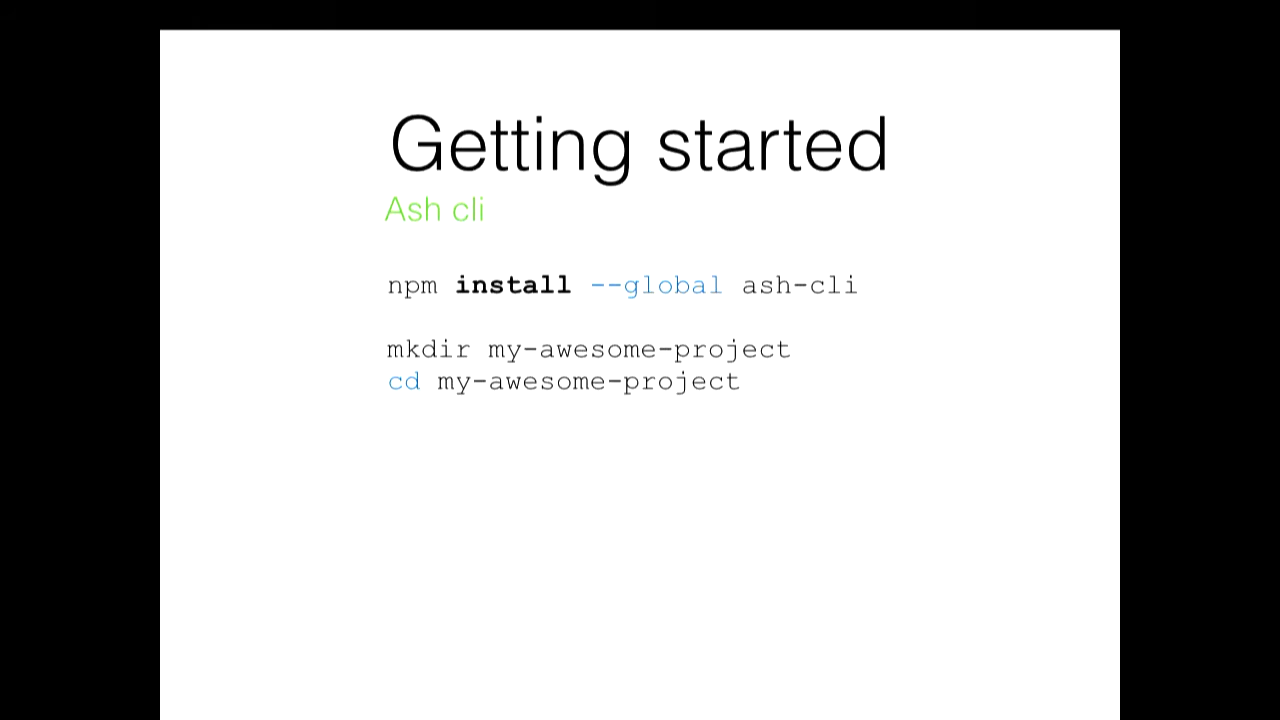 Getting started
Ash cli
npm install --global ash-cli
mkdir my-awesome-project
cd my-awesome-project